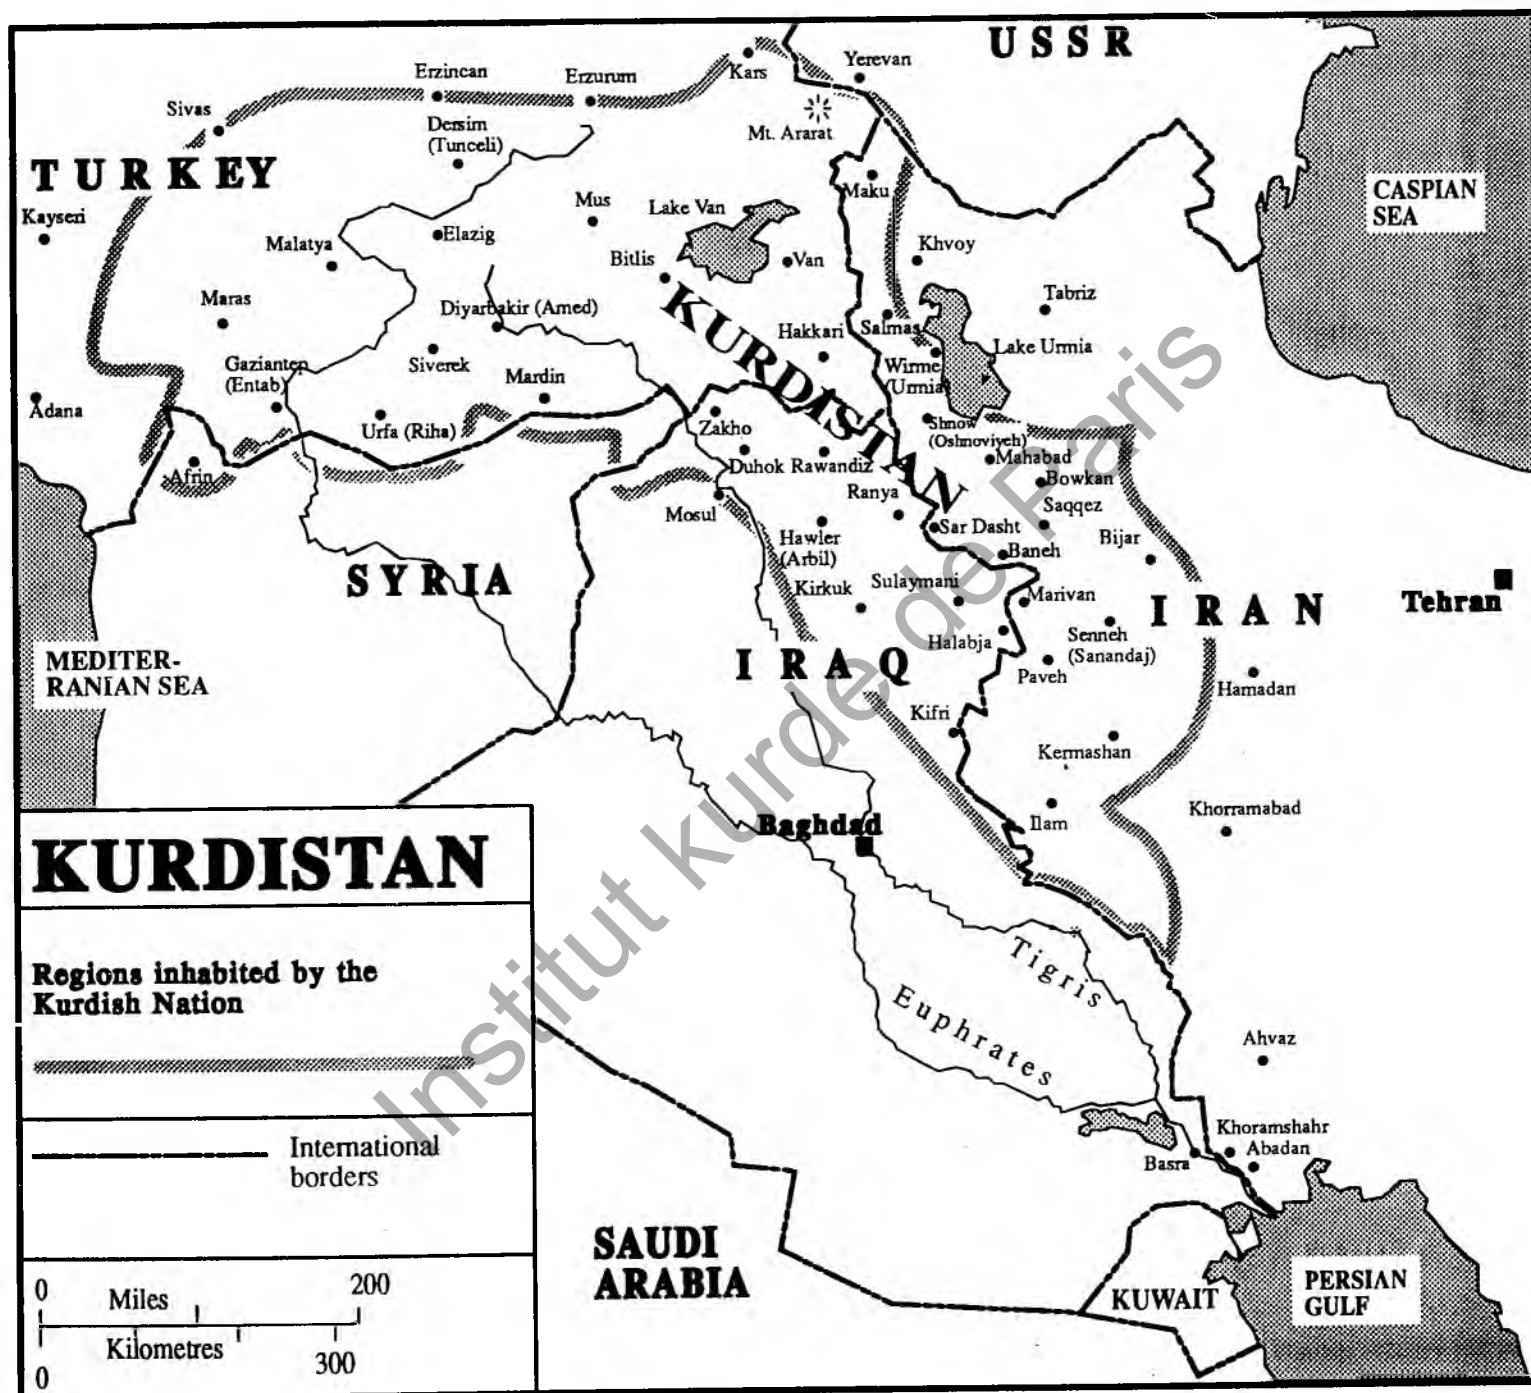 USSR
Kars
Yerevan
Erzincan
Erzurum
Sivas
Dersim
(Tunceli)
Mt. Ararat
TURKEY
CASPIAN
SEA
Maku
Kayseri
Mus
Lake Van
Elazig
Malatya
Khvoy
Bitlis
Van
Maras
Tabriz
Diyarbakir (Amed)
KURDISTAN
Hakkari
Salmas
Lake Urmia
Gazianten
(Entab)
Siverek
Mardin
Wirme
(Urmia)
Adana
Urfa (Riha)
Zakho
Shnow
(Oshnoviyeh)
Mahabad
Afrin
Duhok
Rawandiz
Bowkan
Ranya
Saqqez
Mosul
Sar Dasht
Hawler
(Arbil)
Bijar
Baneh
SYRIA
Kirkuk
Sulaymani
Marivan
IRAN
Tehran
Halabja
Senneh
(Sanandaj)
MEDITER-
RANIAN SEA
IRAQ
Paveh
Hamadan
Kifri
Kermashan
Khorramabad
Ilam
Baghdad
KURDISTAN
Regions inhabited by the
Kurdish Nation
Tigris
Euphrates
Ahvaz
International
borders
Khoramshahr
Abadan
Basra
SAUDI
ARABIA
KUWAIT
PERSIAN
GULF
0 Miles 200
Kilometres
0 300
Institut kurde de Paris